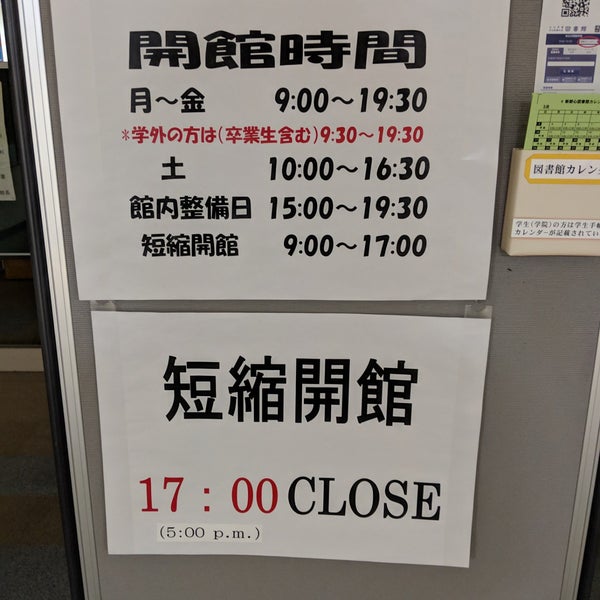 開館時間
月～金 9:00～19:30
*学外の方は(卒業生含む)9:30～19:30
土 10:00～16:30
館内整備日 15:00～19:30
短縮開館 9:00～17:00
短縮開館
17：00 CLOSE
(5:00 p.m.)
図書館カレン
学生(学院)の方は学生手帳
カレンダーが記載されてい